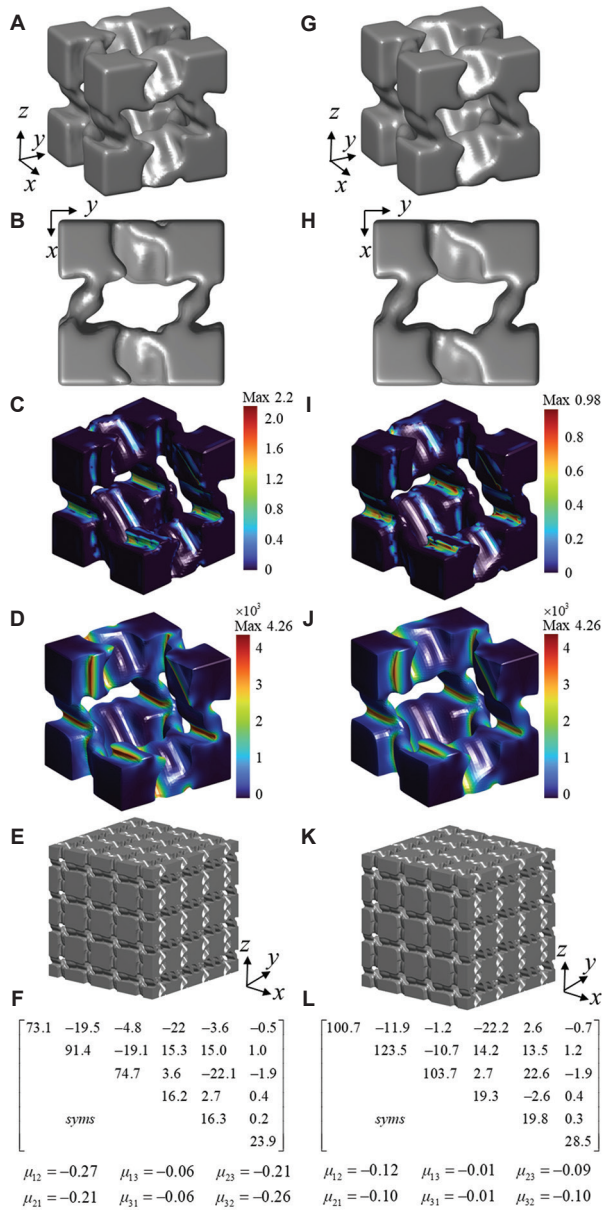 A
z
y
x
G
z
y
x
B
y
x
H
y
x
C
Max 2.2
2.0
1.6
1.2
0.8
0.4
0
I
Max 0.98
0.8
0.6
0.4
0.2
0
D
×10³
Max 4.26
4
3
2
1
0
J
×10³
Max 4.26
4
3
2
1
0
E
z
y
x
K
z
y
x
F
73.1 −19.5 −4.8 −22 −3.6 −0.5
91.4 −19.1 15.3 15.0 1.0
74.7 3.6 −22.1 −1.9
16.2 2.7 0.4
syms 16.3 0.2
23.9
μ₁₂ = −0.27 μ₁₃ = −0.06 μ₂₃ = −0.21
μ₂₁ = −0.21 μ₃₁ = −0.06 μ₃₂ = −0.26
L
100.7 −11.9 −1.2 −22.2 2.6 −0.7
123.5 −10.7 14.2 13.5 1.2
103.7 2.7 22.6 −1.9
19.3 −2.6 0.4
syms 19.8 0.3
28.5
μ₁₂ = −0.12 μ₁₃ = −0.01 μ₂₃ = −0.09
μ₂₁ = −0.10 μ₃₁ = −0.01 μ₃₂ = −0.10